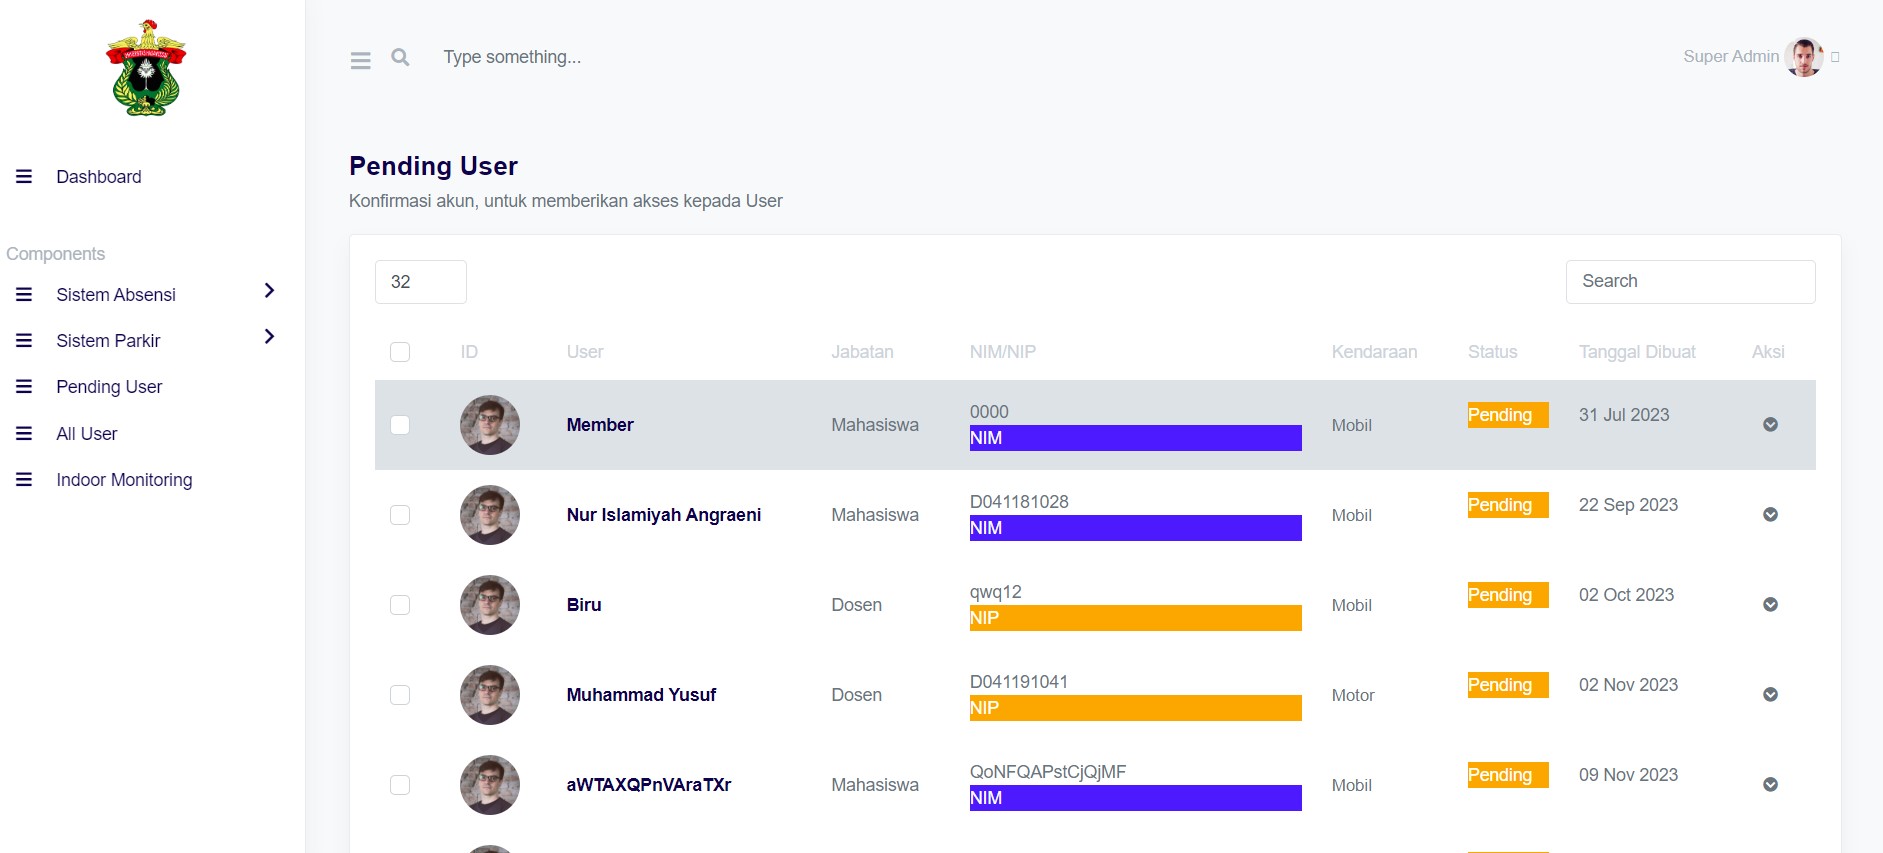 Type something...
Super Admin
Dashboard
Components
Sistem Absensi
Sistem Parkir
Pending User
All User
Indoor Monitoring
Pending User
Konfirmasi akun, untuk memberikan akses kepada User
32
Search
ID User Jabatan NIM/NIP Kendaraan Status Tanggal Dibuat Aksi
Member Mahasiswa 0000 Mobil Pending 31 Jul 2023
NIM
Nur Islamiyah Angraeni Mahasiswa D041181028 Mobil Pending 22 Sep 2023
NIM
Biru Dosen qwq12 Mobil Pending 02 Oct 2023
NIP
Muhammad Yusuf Dosen D041191041 Motor Pending 02 Nov 2023
NIP
aWTAXQPnVAraTXr Mahasiswa QoNFQAPstCjQjMF Mobil Pending 09 Nov 2023
NIM